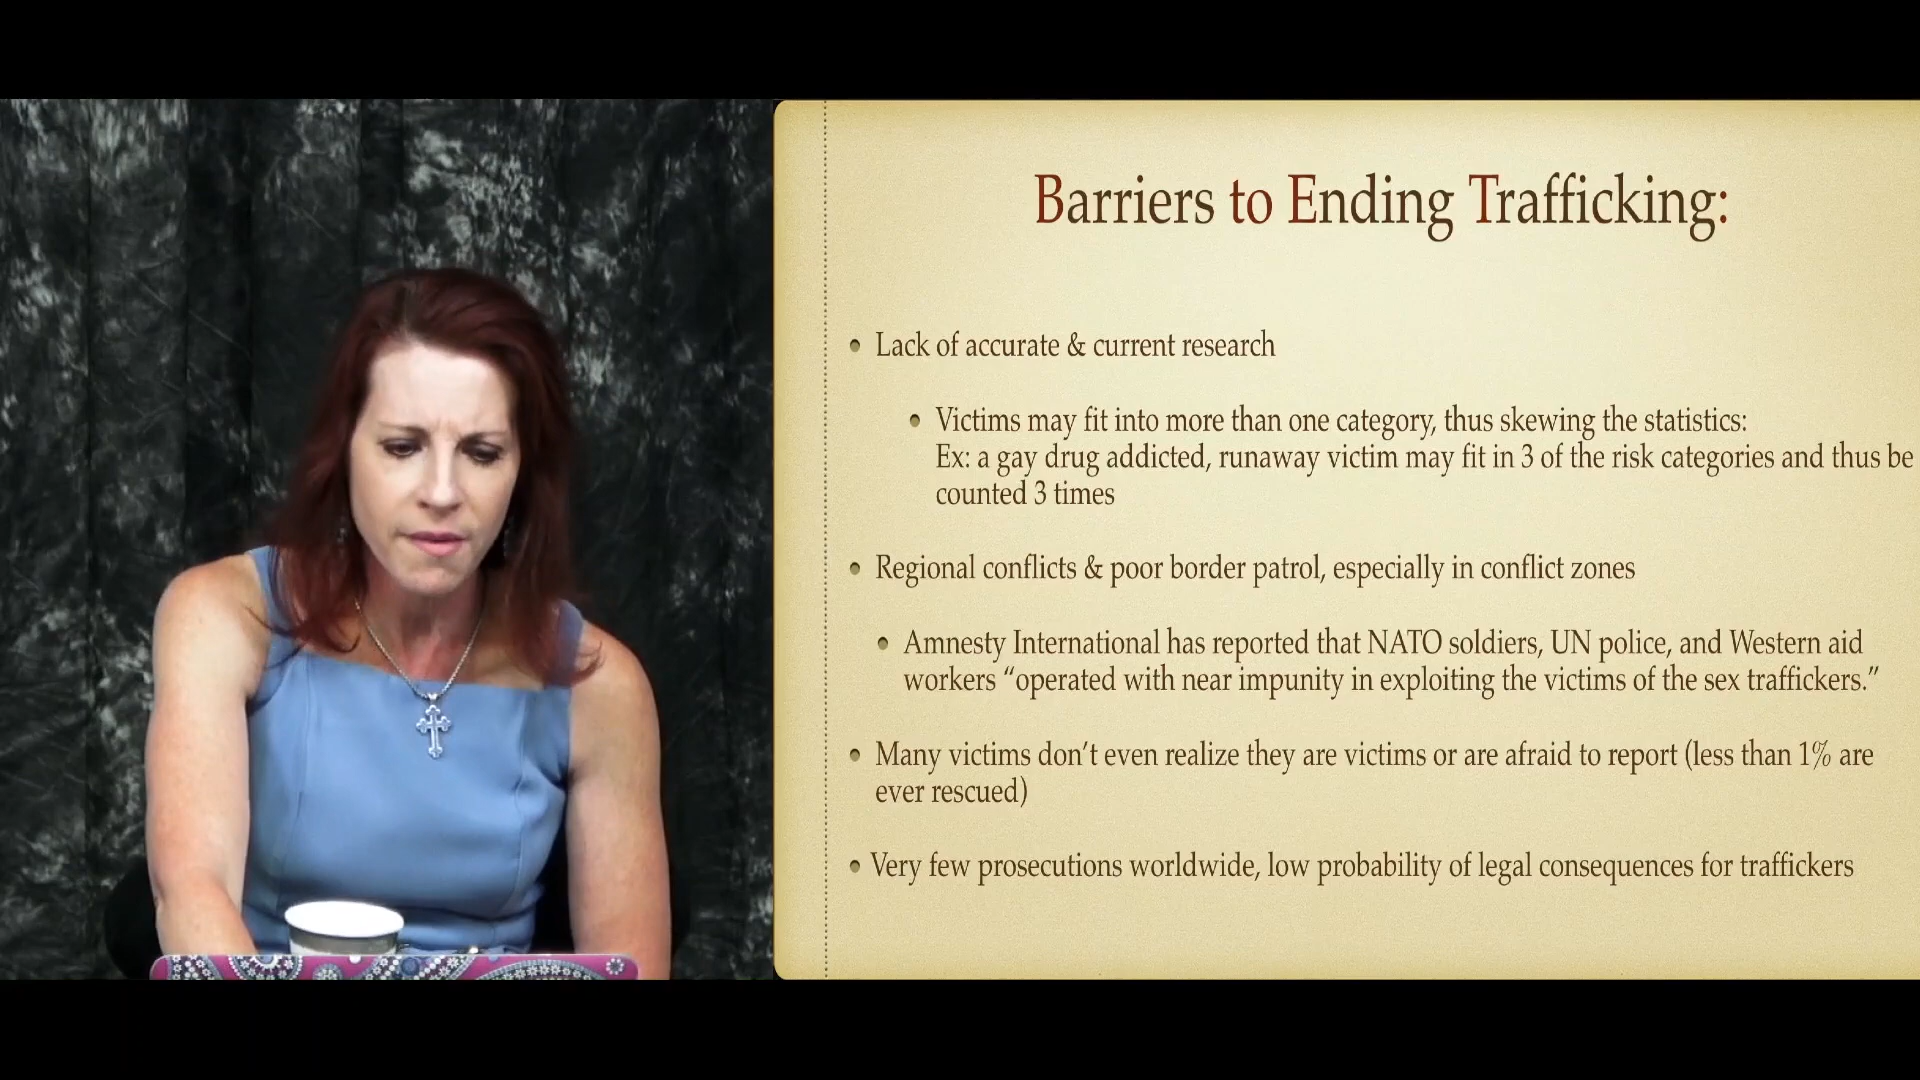 Barriers to Ending Trafficking:
• Lack of accurate & current research
• Victims may fit into more than one category, thus skewing the statistics:
Ex: a gay drug addicted, runaway victim may fit in 3 of the risk categories and thus be
counted 3 times
• Regional conflicts & poor border patrol, especially in conflict zones
• Amnesty International has reported that NATO soldiers, UN police, and Western aid
workers “operated with near impunity in exploiting the victims of the sex traffickers.”
• Many victims don’t even realize they are victims or are afraid to report (less than 1% are
ever rescued)
• Very few prosecutions worldwide, low probability of legal consequences for traffickers